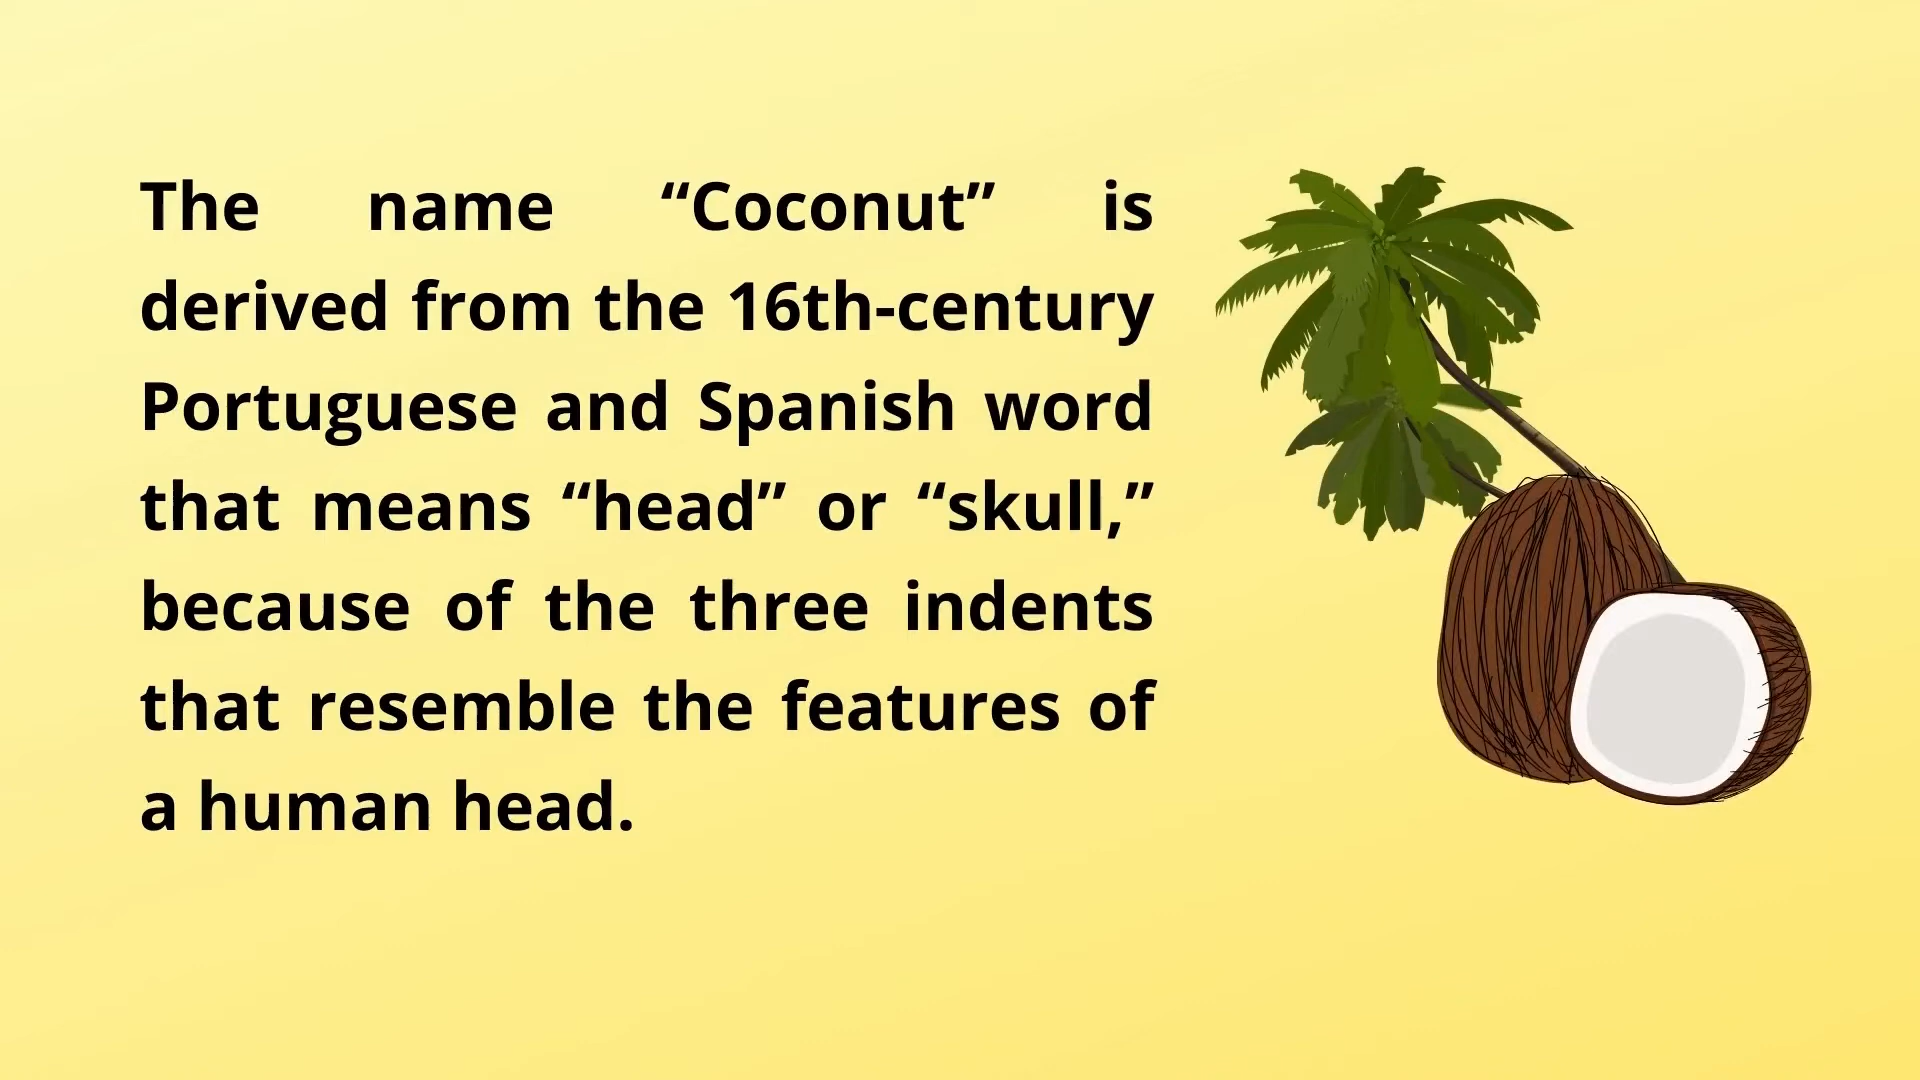 The name “Coconut” is
derived from the 16th-century
Portuguese and Spanish word
that means “head” or “skull,”
because of the three indents
that resemble the features of
a human head.